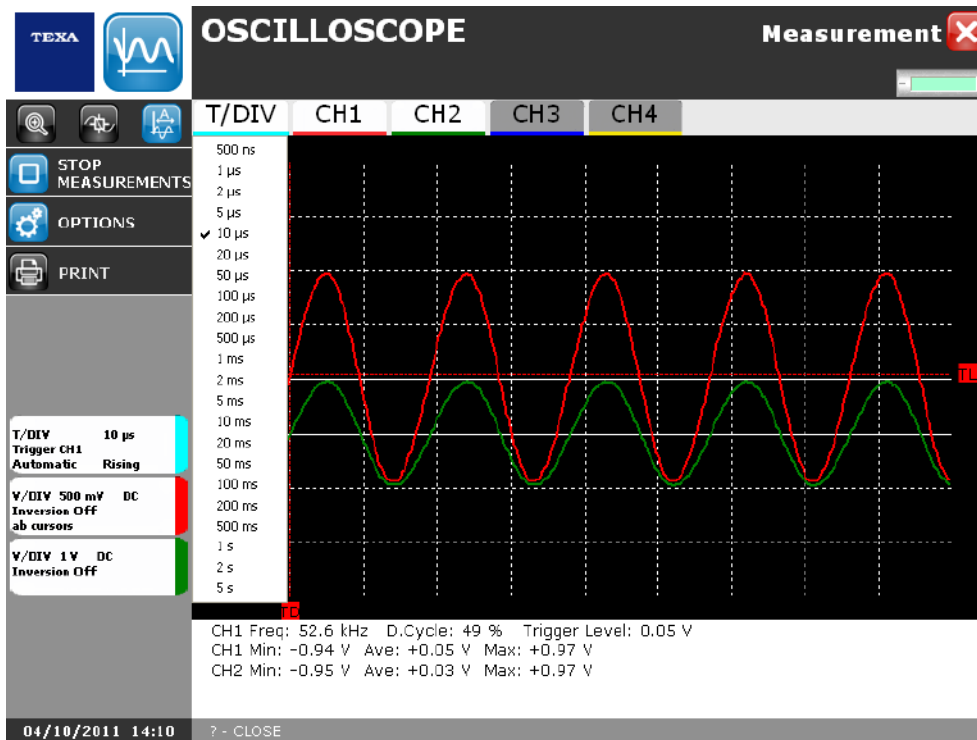 TEXA
OSCILLOSCOPE
Measurement
T/DIV CH1 CH2 CH3 CH4
STOP
MEASUREMENTS
OPTIONS
PRINT
500 ns
1 µs
2 µs
5 µs
10 µs
20 µs
50 µs
100 µs
200 µs
500 µs
1 ms
2 ms
5 ms
10 ms
20 ms
50 ms
100 ms
200 ms
500 ms
1 s
2 s
5 s
TL
TD
T/DIV 10 µs
Trigger CH1
Automatic Rising
V/DIV 500 mV DC
Inversion Off
ab cursors
V/DIV 1 V DC
Inversion Off
CH1 Freq: 52.6 kHz D.Cycle: 49 % Trigger Level: 0.05 V
CH1 Min: -0.94 V Ave: +0.05 V Max: +0.97 V
CH2 Min: -0.95 V Ave: +0.03 V Max: +0.97 V
04/10/2011 14:10
? - CLOSE